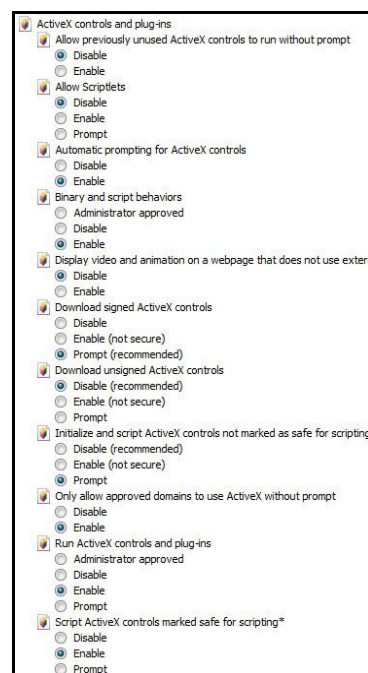 ActiveX controls and plug-ins
Allow previously unused ActiveX controls to run without prompt
Disable
Enable
Allow Scriptlets
Disable
Enable
Prompt
Automatic prompting for ActiveX controls
Disable
Enable
Binary and script behaviors
Administrator approved
Disable
Enable
Display video and animation on a webpage that does not use exter
Disable
Enable
Download signed ActiveX controls
Disable
Enable (not secure)
Prompt (recommended)
Download unsigned ActiveX controls
Disable (recommended)
Enable (not secure)
Prompt
Initialize and script ActiveX controls not marked as safe for scripting
Disable (recommended)
Enable (not secure)
Prompt
Only allow approved domains to use ActiveX without prompt
Disable
Enable
Run ActiveX controls and plug-ins
Administrator approved
Disable
Enable
Prompt
Script ActiveX controls marked safe for scripting*
Disable
Enable
Prompt